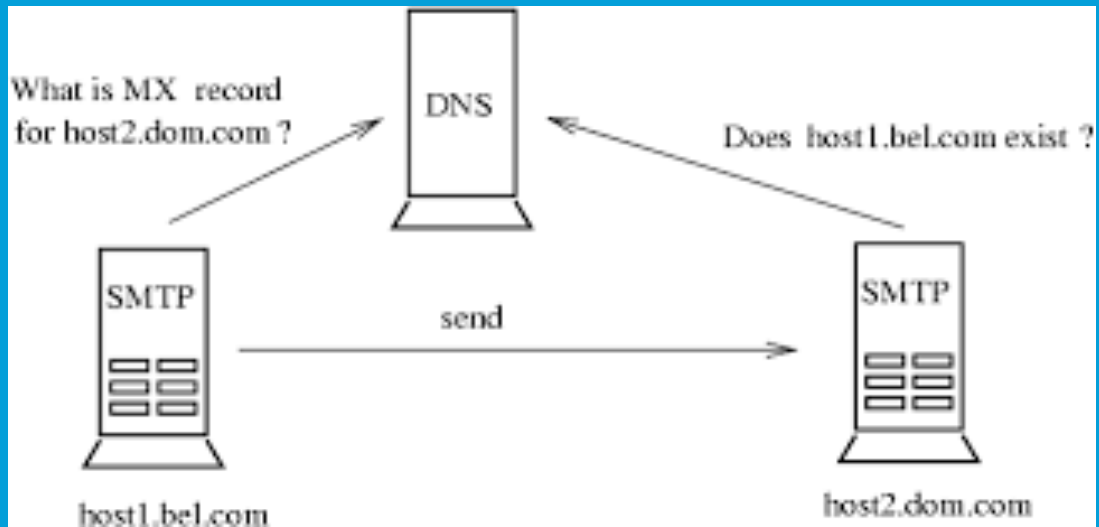 What is MX record
for host2.dom.com ?
DNS
Does host1.bel.com exist ?
SMTP
send
SMTP
host1.bel.com
host2.dom.com